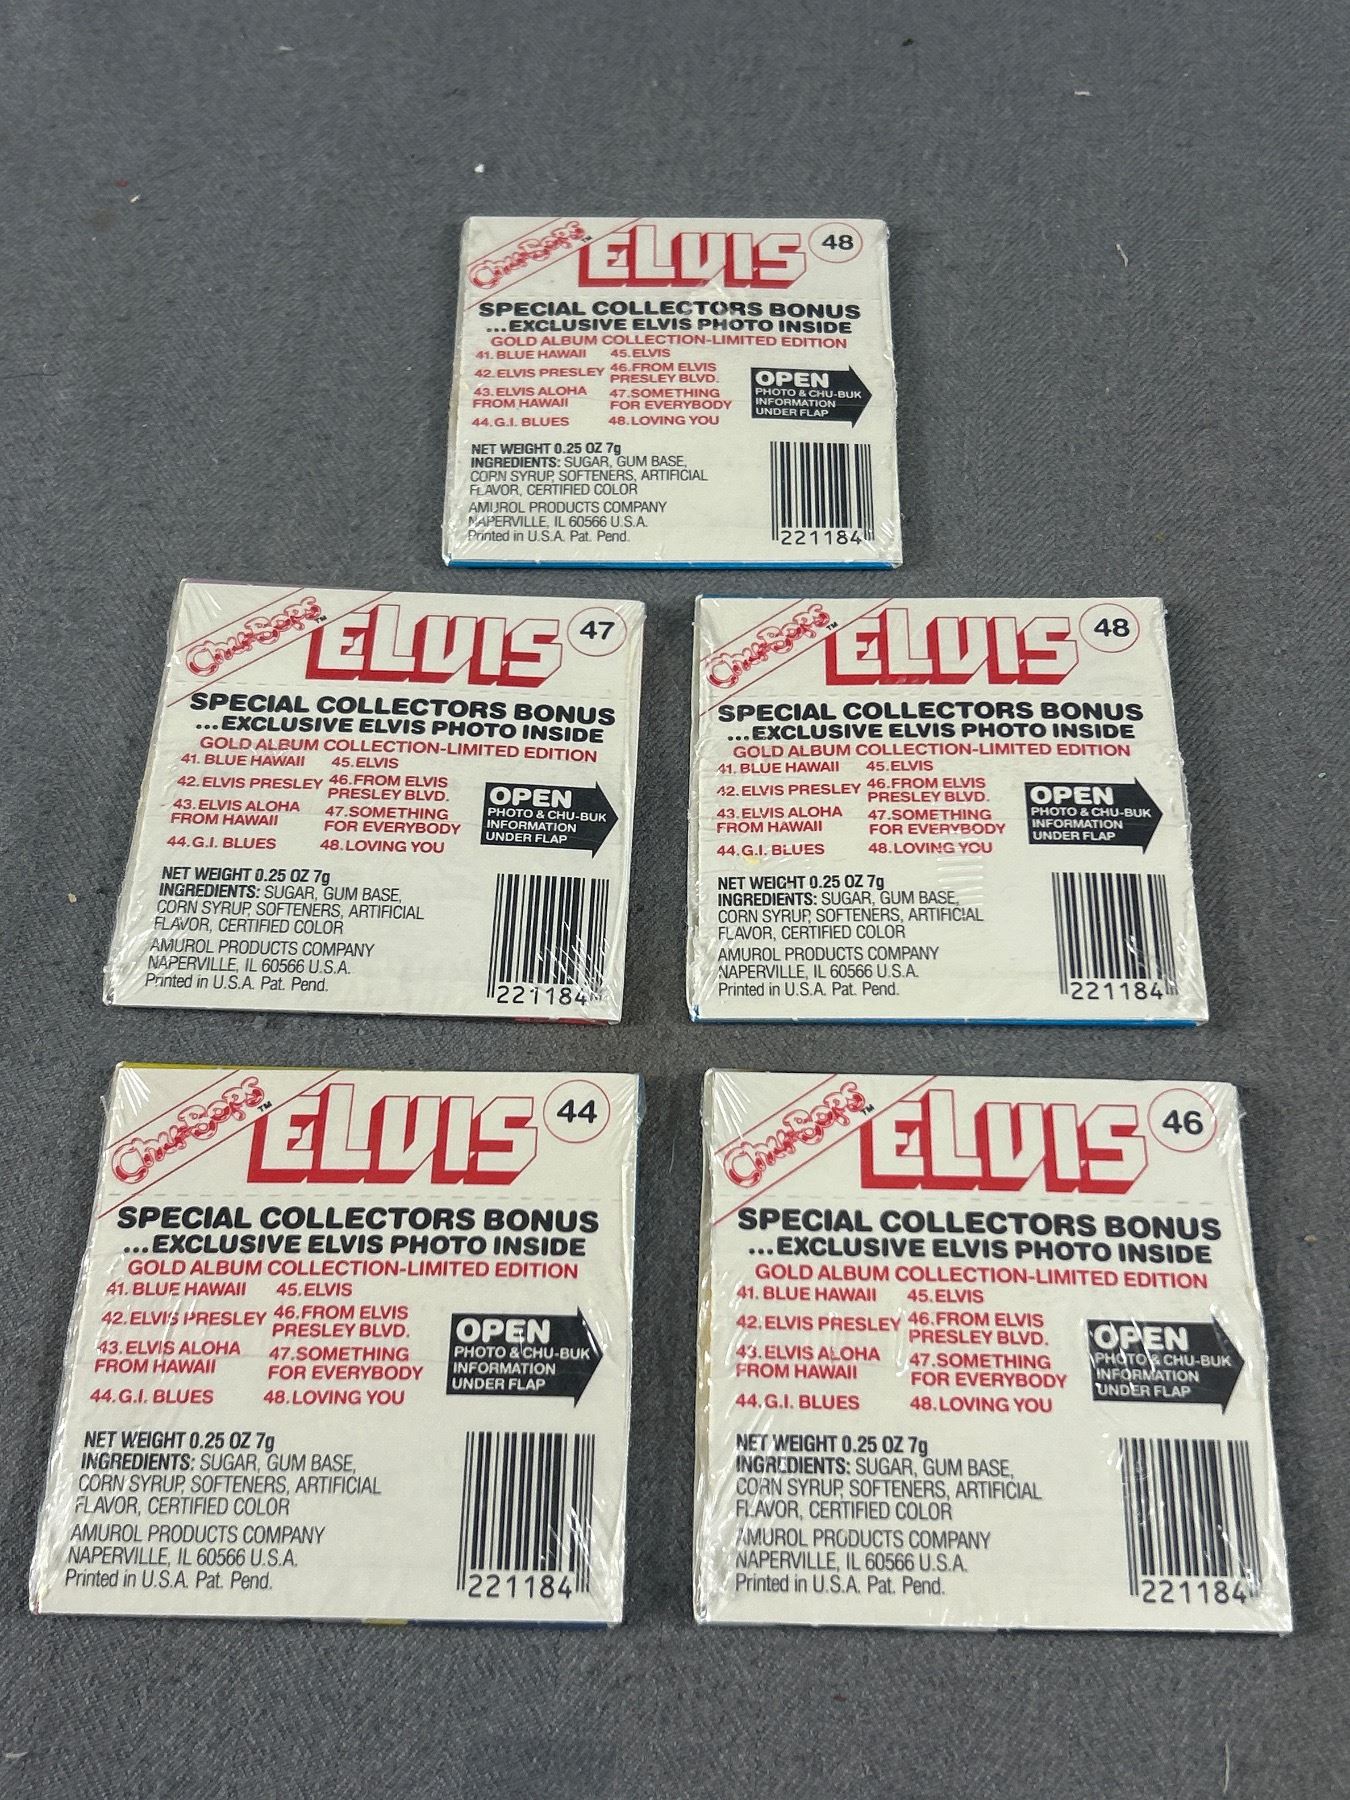 Chu-Bops™ ELVIS 48
SPECIAL COLLECTORS BONUS
...EXCLUSIVE ELVIS PHOTO INSIDE
GOLD ALBUM COLLECTION-LIMITED EDITION
41. BLUE HAWAII 45. ELVIS
42. ELVIS PRESLEY 46. FROM ELVIS
PRESLEY BLVD.
43. ELVIS ALOHA 47. SOMETHING
FROM HAWAII FOR EVERYBODY
44. G.I. BLUES 48. LOVING YOU
OPEN
PHOTO & CHU-BUK
INFORMATION
UNDER FLAP
NET WEIGHT 0.25 OZ 7g
INGREDIENTS: SUGAR, GUM BASE,
CORN SYRUP, SOFTENERS, ARTIFICIAL
FLAVOR, CERTIFIED COLOR
AMUROL PRODUCTS COMPANY
NAPERVILLE, IL 60566 U.S.A.
Printed in U.S.A. Pat. Pend.
221184
Chu-Bops™ ELVIS 47
SPECIAL COLLECTORS BONUS
...EXCLUSIVE ELVIS PHOTO INSIDE
GOLD ALBUM COLLECTION-LIMITED EDITION
41. BLUE HAWAII 45. ELVIS
42. ELVIS PRESLEY 46. FROM ELVIS
PRESLEY BLVD.
43. ELVIS ALOHA 47. SOMETHING
FROM HAWAII FOR EVERYBODY
44. G.I. BLUES 48. LOVING YOU
OPEN
PHOTO & CHU-BUK
INFORMATION
UNDER FLAP
NET WEIGHT 0.25 OZ 7g
INGREDIENTS: SUGAR, GUM BASE,
CORN SYRUP, SOFTENERS, ARTIFICIAL
FLAVOR, CERTIFIED COLOR
AMUROL PRODUCTS COMPANY
NAPERVILLE, IL 60566 U.S.A.
Printed in U.S.A. Pat. Pend.
221184
Chu-Bops™ ELVIS 48
SPECIAL COLLECTORS BONUS
...EXCLUSIVE ELVIS PHOTO INSIDE
GOLD ALBUM COLLECTION-LIMITED EDITION
41. BLUE HAWAII 45. ELVIS
42. ELVIS PRESLEY 46. FROM ELVIS
PRESLEY BLVD.
43. ELVIS ALOHA 47. SOMETHING
FROM HAWAII FOR EVERYBODY
44. G.I. BLUES 48. LOVING YOU
OPEN
PHOTO & CHU-BUK
INFORMATION
UNDER FLAP
NET WEIGHT 0.25 OZ 7g
INGREDIENTS: SUGAR, GUM BASE,
CORN SYRUP, SOFTENERS, ARTIFICIAL
FLAVOR, CERTIFIED COLOR
AMUROL PRODUCTS COMPANY
NAPERVILLE, IL 60566 U.S.A.
Printed in U.S.A. Pat. Pend.
221184
Chu-Bops™ ELVIS 44
SPECIAL COLLECTORS BONUS
...EXCLUSIVE ELVIS PHOTO INSIDE
GOLD ALBUM COLLECTION-LIMITED EDITION
41. BLUE HAWAII 45. ELVIS
42. ELVIS PRESLEY 46. FROM ELVIS
PRESLEY BLVD.
43. ELVIS ALOHA 47. SOMETHING
FROM HAWAII FOR EVERYBODY
44. G.I. BLUES 48. LOVING YOU
OPEN
PHOTO & CHU-BUK
INFORMATION
UNDER FLAP
NET WEIGHT 0.25 OZ 7g
INGREDIENTS: SUGAR, GUM BASE,
CORN SYRUP, SOFTENERS, ARTIFICIAL
FLAVOR, CERTIFIED COLOR
AMUROL PRODUCTS COMPANY
NAPERVILLE, IL 60566 U.S.A.
Printed in U.S.A. Pat. Pend.
221184
Chu-Bops™ ELVIS 46
SPECIAL COLLECTORS BONUS
...EXCLUSIVE ELVIS PHOTO INSIDE
GOLD ALBUM COLLECTION-LIMITED EDITION
41. BLUE HAWAII 45. ELVIS
42. ELVIS PRESLEY 46. FROM ELVIS
PRESLEY BLVD.
43. ELVIS ALOHA 47. SOMETHING
FROM HAWAII FOR EVERYBODY
44. G.I. BLUES 48. LOVING YOU
OPEN
PHOTO & CHU-BUK
INFORMATION
UNDER FLAP
NET WEIGHT 0.25 OZ 7g
INGREDIENTS: SUGAR, GUM BASE,
CORN SYRUP, SOFTENERS, ARTIFICIAL
FLAVOR, CERTIFIED COLOR
AMUROL PRODUCTS COMPANY
NAPERVILLE, IL 60566 U.S.A.
Printed in U.S.A. Pat. Pend.
221184